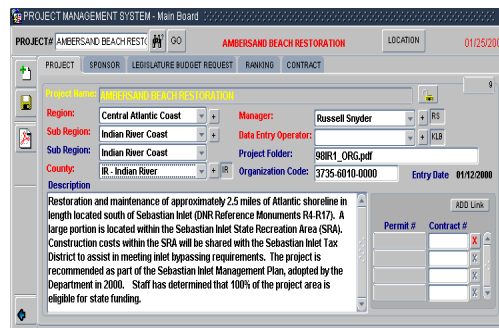 PROJECT MANAGEMENT SYSTEM - Main Board
PROJECT# AMBERSAND BEACH REST( GO AMBERSAND BEACH RESTORATION LOCATION 01/25/200
PROJECT SPONSOR LEGISLATURE BUDGET REQUEST RANKING CONTRACT
9
Project Name: AMBERSAND BEACH RESTORATION
Region: Central Atlantic Coast + Manager: Russell Snyder + RS
Sub Region: Indian River Coast + Data Entry Operator: + KLB
Sub Region: Indian River Coast Project Folder: 98IR1_ORG.pdf
County: IR - Indian River + IR Organization Code: 3735-6010-0000 Entry Date 01/12/2000
Description
Restoration and maintenance of approximately 2.5 miles of Atlantic shoreline in
length located south of Sebastian Inlet (DNR Reference Monuments R4-R17). A
large portion is located within the Sebastian Inlet State Recreation Area (SRA).
Construction costs within the SRA will be shared with the Sebastian Inlet Tax
District to assist in meeting inlet bypassing requirements. The project is
recommended as part of the Sebastian Inlet Management Plan, adopted by the
Department in 2000. Staff has determined that 100% of the project area is
eligible for state funding.
ADD Link
Permit # Contract #
X
X
X
X